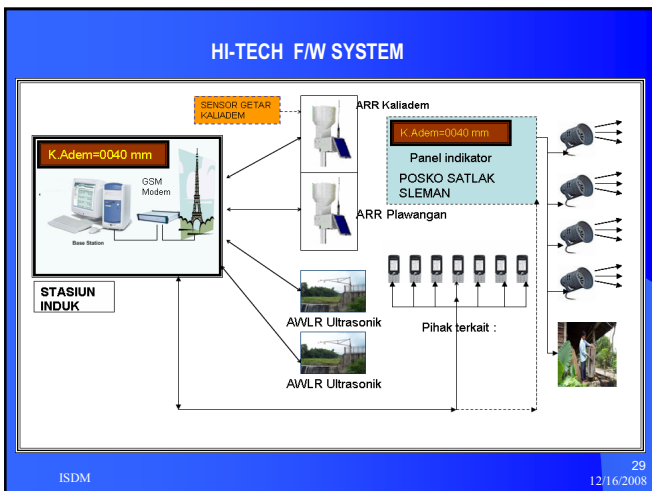 HI-TECH F/W SYSTEM
SENSOR GETAR
KALIADEM
ARR Kaliadem
K.Adem=0040 mm
GSM
Modem
Base Station
STASIUN
INDUK
ARR Plawangan
K.Adem=0040 mm
Panel indikator
POSKO SATLAK
SLEMAN
AWLR Ultrasonik
AWLR Ultrasonik
Pihak terkait :
ISDM
29
12/16/2008